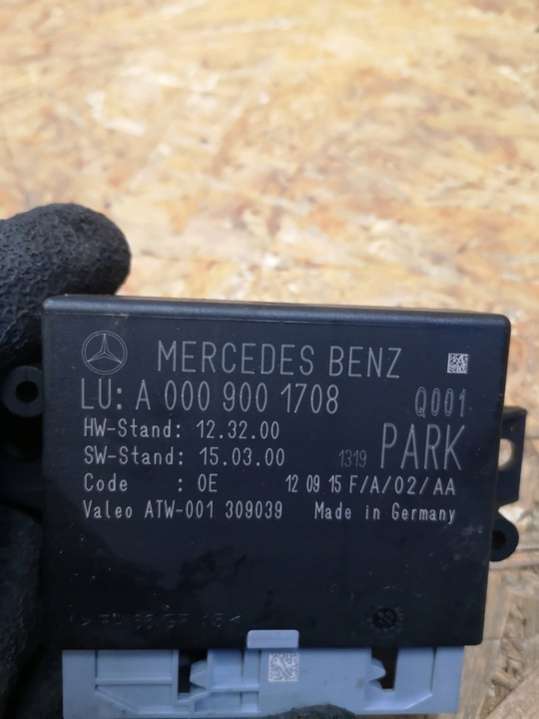 MERCEDES BENZ
LU: A 000 900 1708 Q001
HW-Stand: 12.32.00
SW-Stand: 15.03.00 1319 PARK
Code : 0E 12 09 15 F/A/02/AA
Valeo ATW-001 309039 Made in Germany